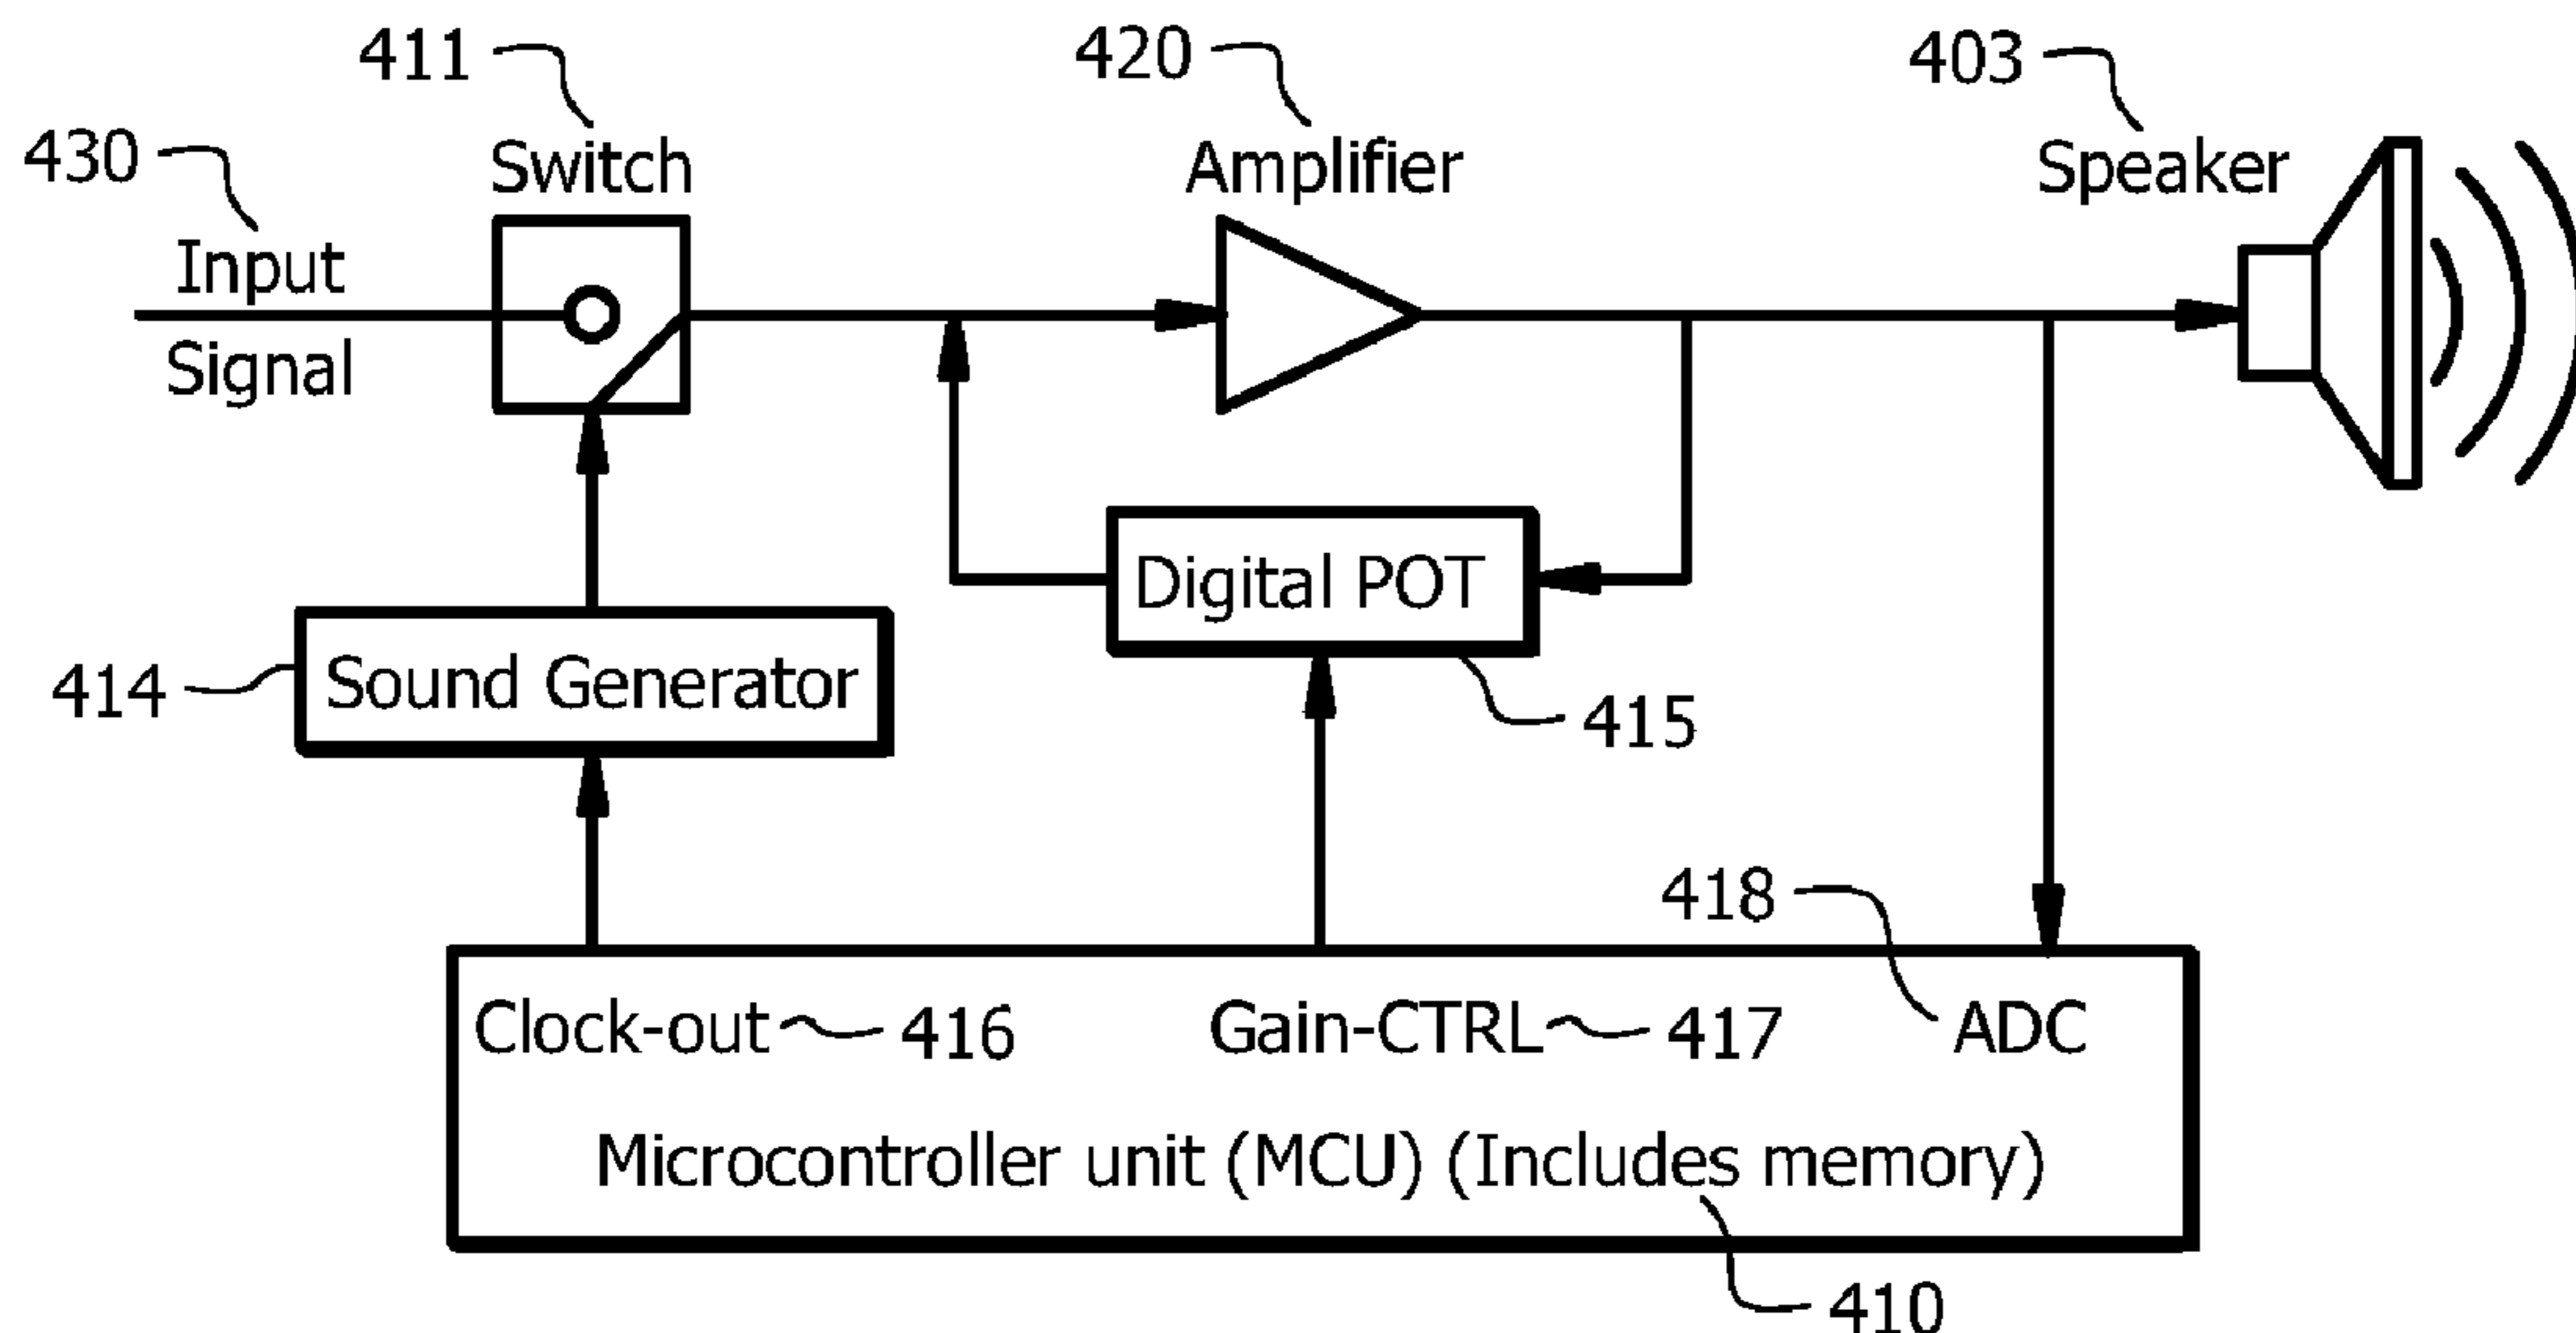 411
420
403
430
Switch
Amplifier
Speaker
Input
Signal
Digital POT
Sound Generator
414
415
418
Clock-out
416
Gain-CTRL
417
ADC
Microcontroller unit (MCU) (Includes memory)
410